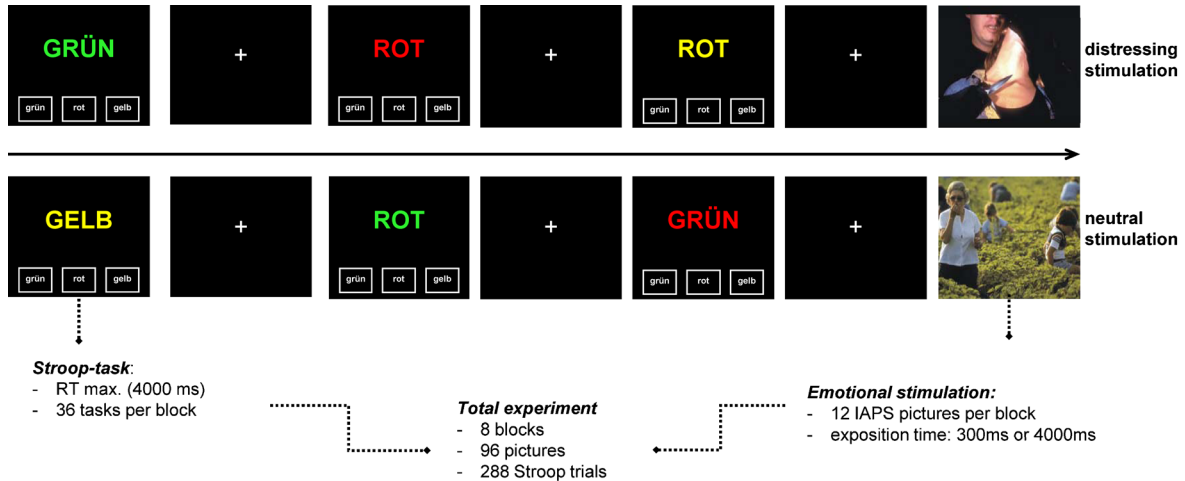 GRÜN
+
ROT
+
ROT
+
grün rot gelb
grün rot gelb
grün rot gelb
distressing
stimulation
GELB
+
ROT
+
GRÜN
+
grün rot gelb
grün rot gelb
grün rot gelb
neutral
stimulation
Stroop-task:
- RT max. (4000 ms)
- 36 tasks per block
Total experiment
- 8 blocks
- 96 pictures
- 288 Stroop trials
Emotional stimulation:
- 12 IAPS pictures per block
- exposition time: 300ms or 4000ms